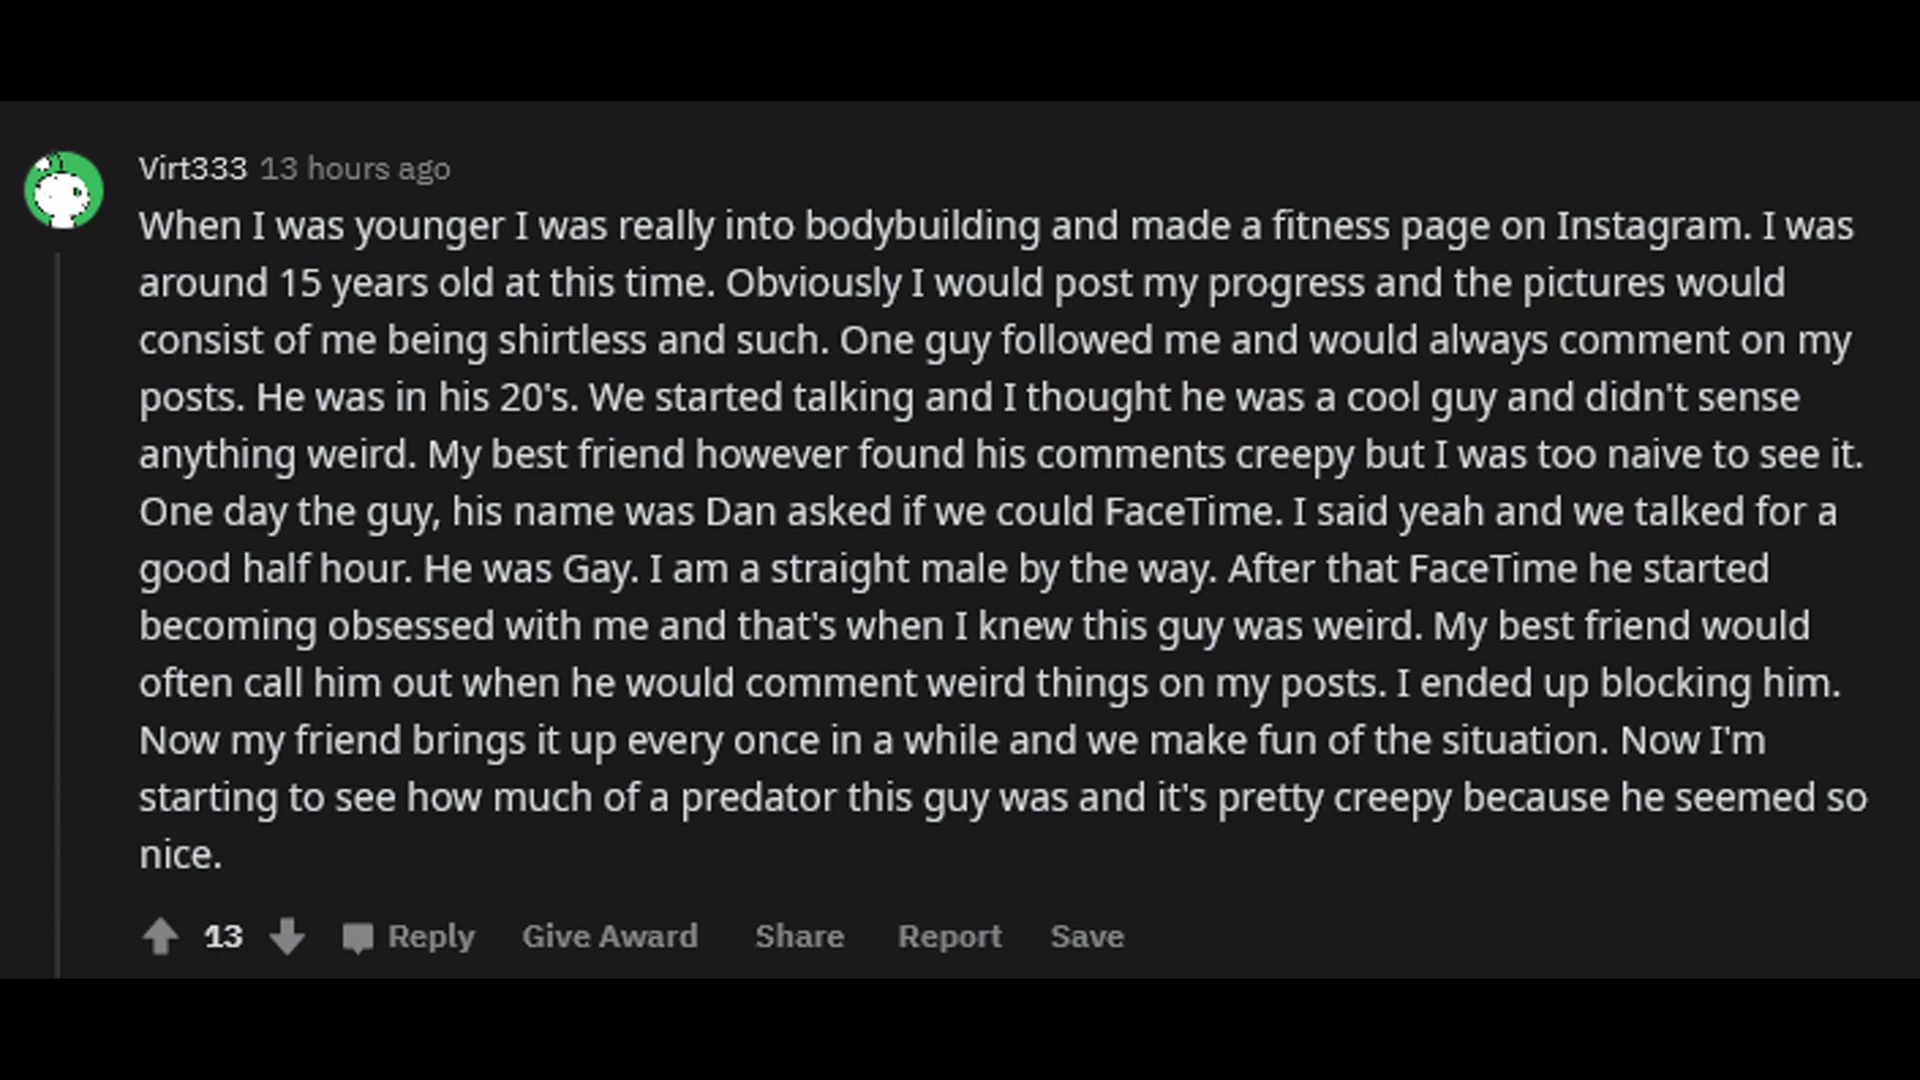 Virt333 13 hours ago
When I was younger I was really into bodybuilding and made a fitness page on Instagram. I was
around 15 years old at this time. Obviously I would post my progress and the pictures would
consist of me being shirtless and such. One guy followed me and would always comment on my
posts. He was in his 20's. We started talking and I thought he was a cool guy and didn't sense
anything weird. My best friend however found his comments creepy but I was too naive to see it.
One day the guy, his name was Dan asked if we could FaceTime. I said yeah and we talked for a
good half hour. He was Gay. I am a straight male by the way. After that FaceTime he started
becoming obsessed with me and that's when I knew this guy was weird. My best friend would
often call him out when he would comment weird things on my posts. I ended up blocking him.
Now my friend brings it up every once in a while and we make fun of the situation. Now I'm
starting to see how much of a predator this guy was and it's pretty creepy because he seemed so
nice.
13 Reply Give Award Share Report Save